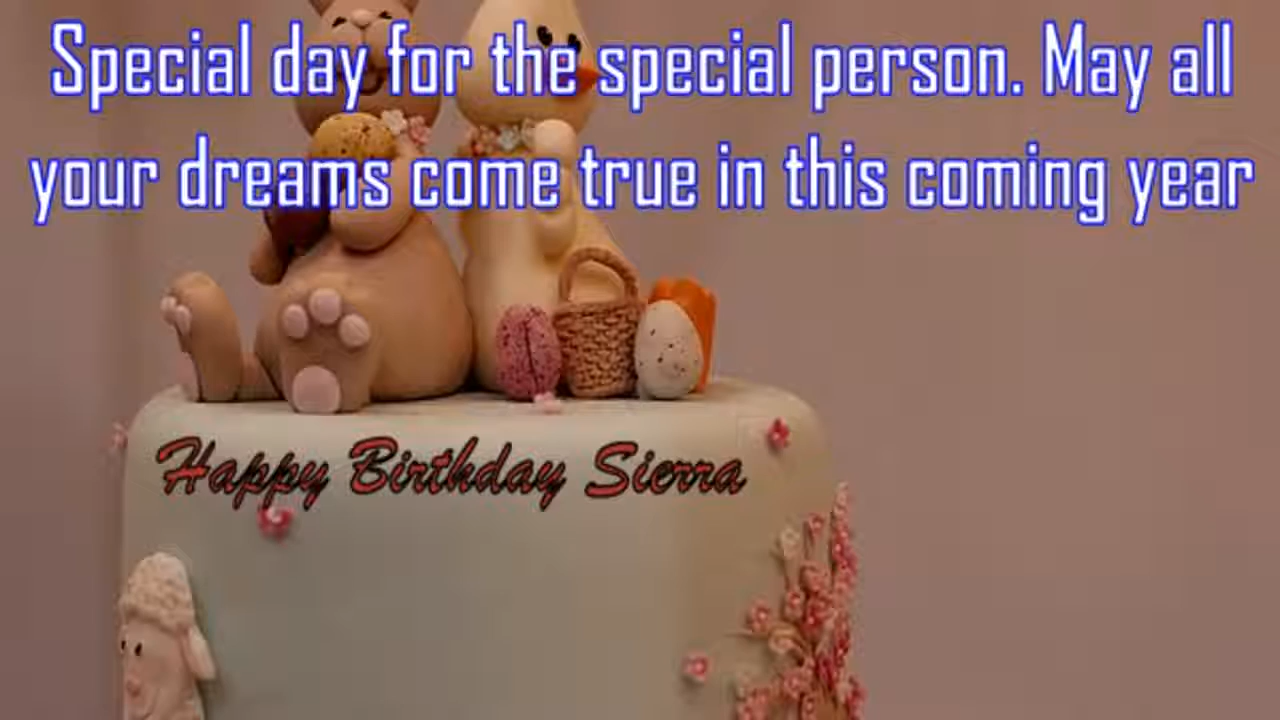 Special day for the special person. May all
your dreams come true in this coming year
Happy Birthday Sierra